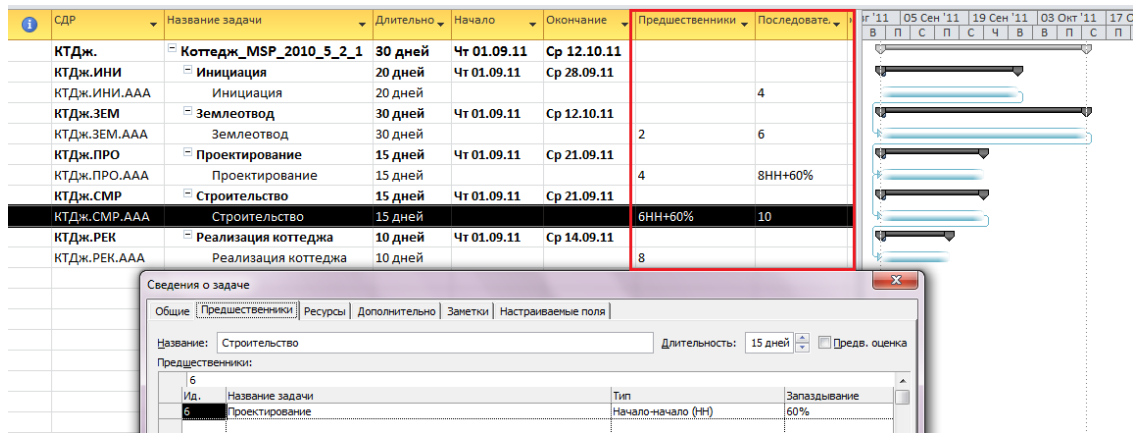 СДР Название задачи Длительно Начало Окончание Предшественники Последовате. '11 05 Сен '11 19 Сен '11 03 Окт '11 17 О
В П С П С Ч В В П С П
КТДж. Коттедж_MSP_2010_5_2_1 30 дней Чт 01.09.11 Ср 12.10.11
КТДж.ИНИ Инициация 20 дней Чт 01.09.11 Ср 28.09.11
КТДж.ИНИ.ААА Инициация 20 дней 4
КТДж.ЗЕМ Землеотвод 30 дней Чт 01.09.11 Ср 12.10.11
КТДж.ЗЕМ.ААА Землеотвод 30 дней 2 6
КТДж.ПРО Проектирование 15 дней Чт 01.09.11 Ср 21.09.11
КТДж.ПРО.ААА Проектирование 15 дней 4 8НН+60%
КТДж.СМР Строительство 15 дней Чт 01.09.11 Ср 21.09.11
КТДж.СМР.ААА Строительство 15 дней 6НН+60% 10
КТДж.РЕК Реализация коттеджа 10 дней Чт 01.09.11 Ср 14.09.11
КТДж.РЕК.ААА Реализация коттеджа 10 дней 8
Сведения о задаче
Общие Предшественники Ресурсы Дополнительно Заметки Настраиваемые поля
Название: Строительство Длительность: 15 дней Предв. оценка
Предшественники:
6
Ид. Название задачи Тип Запаздывание
6 Проектирование Начало-начало (НН) 60%